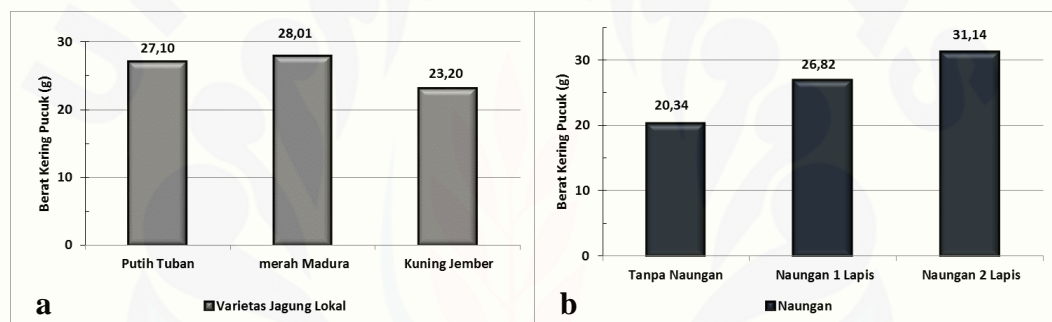 Berat Kering Pucuk (g)
30
20
10
0
27,10
28,01
23,20
Putih Tuban
merah Madura
Kuning Jember
a
Varietas Jagung Lokal
Berat Kering Pucuk (g)
30
20
10
0
20,34
26,82
31,14
Tanpa Naungan
Naungan 1 Lapis
Naungan 2 Lapis
b
Naungan